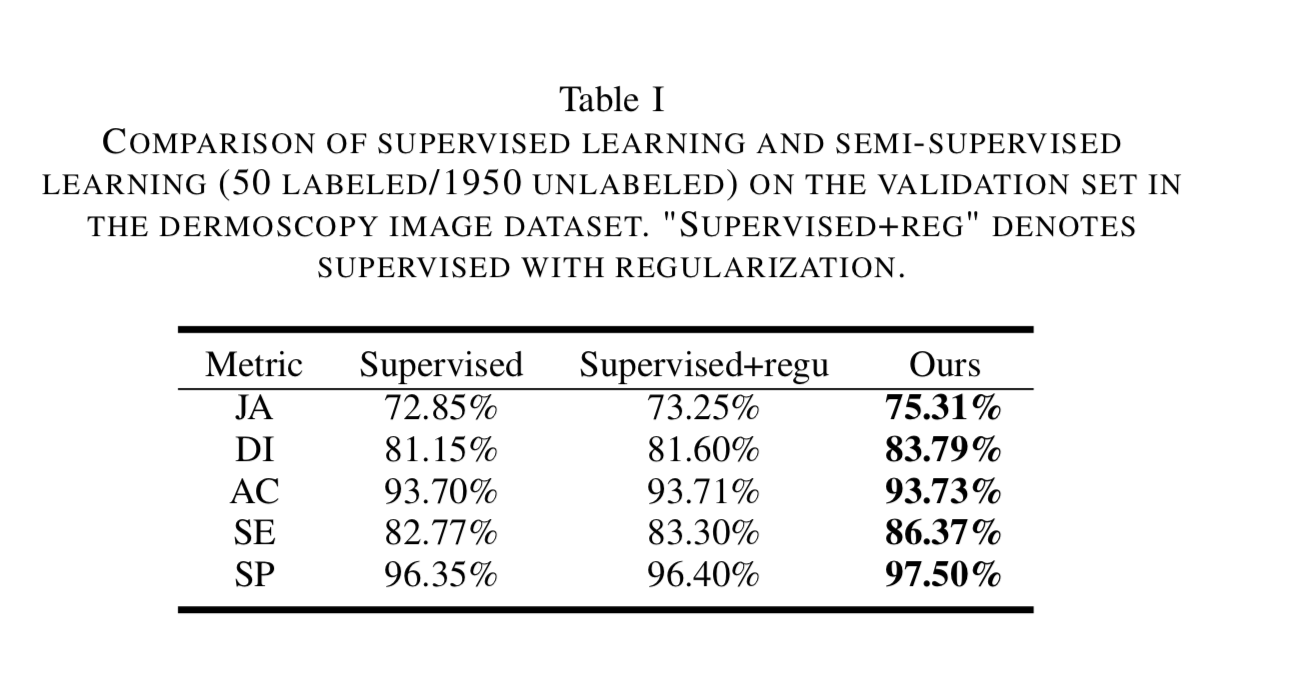 Table I
COMPARISON OF SUPERVISED LEARNING AND SEMI-SUPERVISED
LEARNING (50 LABELED/1950 UNLABELED) ON THE VALIDATION SET IN
THE DERMOSCOPY IMAGE DATASET. "SUPERVISED+REG" DENOTES
SUPERVISED WITH REGULARIZATION.
Metric Supervised Supervised+regu Ours
JA 72.85% 73.25% 75.31%
DI 81.15% 81.60% 83.79%
AC 93.70% 93.71% 93.73%
SE 82.77% 83.30% 86.37%
SP 96.35% 96.40% 97.50%